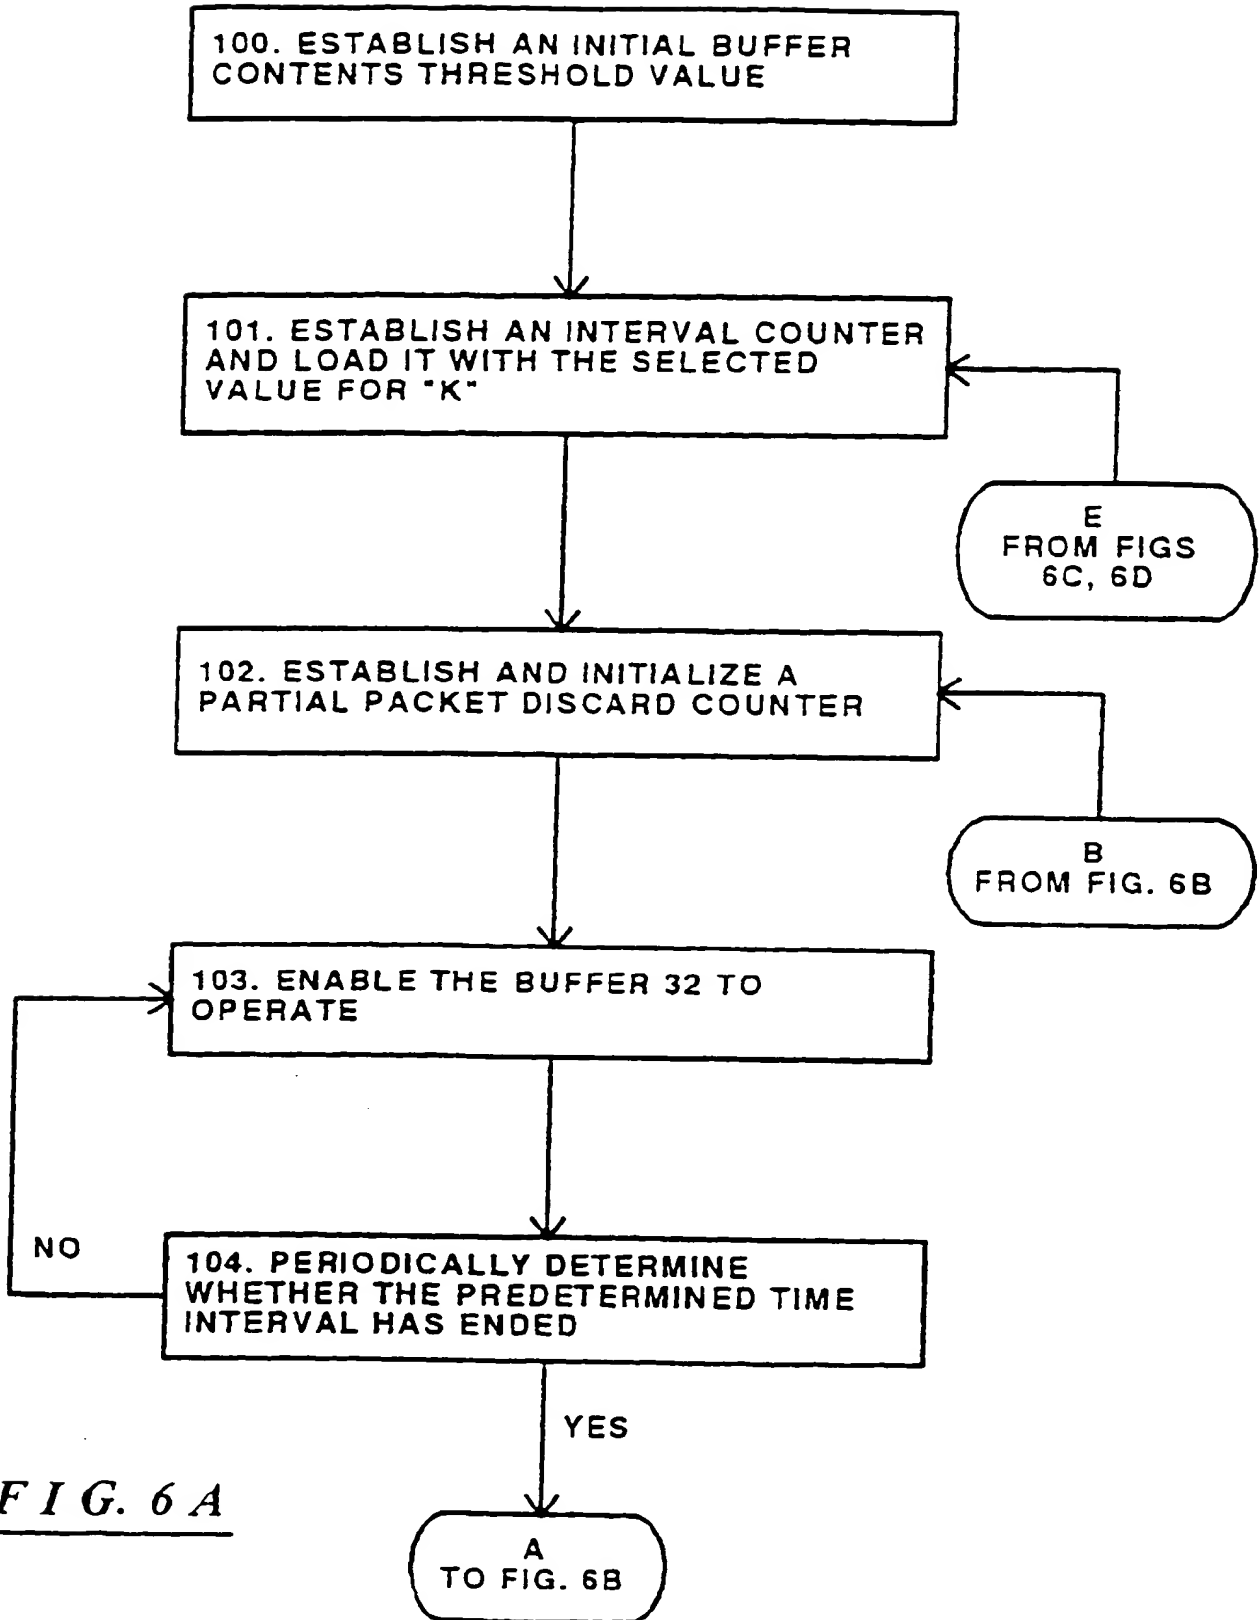 100. ESTABLISH AN INITIAL BUFFER
CONTENTS THRESHOLD VALUE
101. ESTABLISH AN INTERVAL COUNTER
AND LOAD IT WITH THE SELECTED
VALUE FOR "K"
E
FROM FIGS
6C, 6D
102. ESTABLISH AND INITIALIZE A
PARTIAL PACKET DISCARD COUNTER
B
FROM FIG. 6B
103. ENABLE THE BUFFER 32 TO
OPERATE
NO
104. PERIODICALLY DETERMINE
WHETHER THE PREDETERMINED TIME
INTERVAL HAS ENDED
YES
FIG. 6A
A
TO FIG. 6B